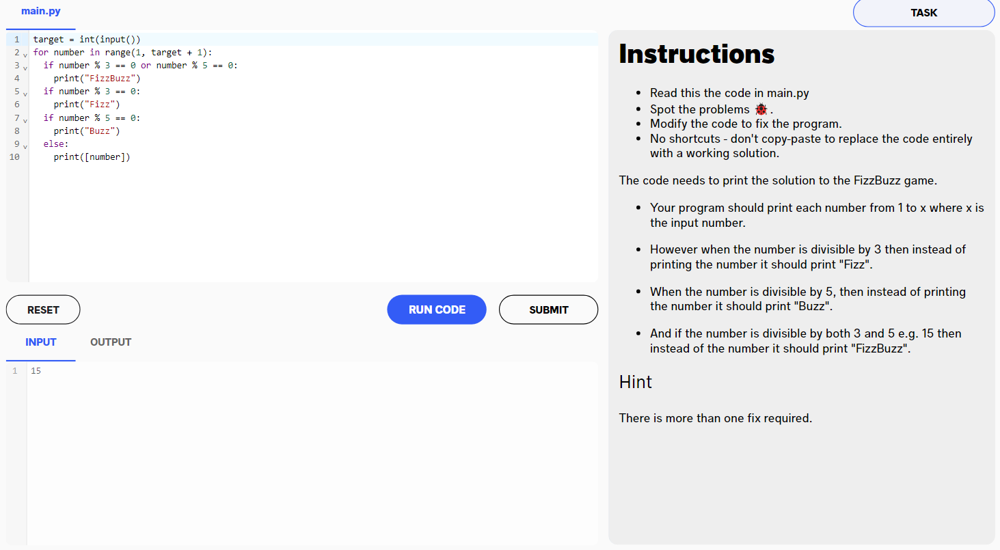 main.py
1 target = int(input())
2 for number in range(1, target + 1):
3 if number % 3 == 0 or number % 5 == 0:
4 print("FizzBuzz")
5 if number % 3 == 0:
6 print("Fizz")
7 if number % 5 == 0:
8 print("Buzz")
9 else:
10 print([number])
RESET
RUN CODE
SUBMIT
INPUT
OUTPUT
1 15
TASK
Instructions
• Read this the code in main.py
• Spot the problems 🐞 .
• Modify the code to fix the program.
• No shortcuts - don't copy-paste to replace the code entirely
with a working solution.
The code needs to print the solution to the FizzBuzz game.
• Your program should print each number from 1 to x where x is
the input number.
• However when the number is divisible by 3 then instead of
printing the number it should print "Fizz".
• When the number is divisible by 5, then instead of printing
the number it should print "Buzz".
• And if the number is divisible by both 3 and 5 e.g. 15 then
instead of the number it should print "FizzBuzz".
Hint
There is more than one fix required.